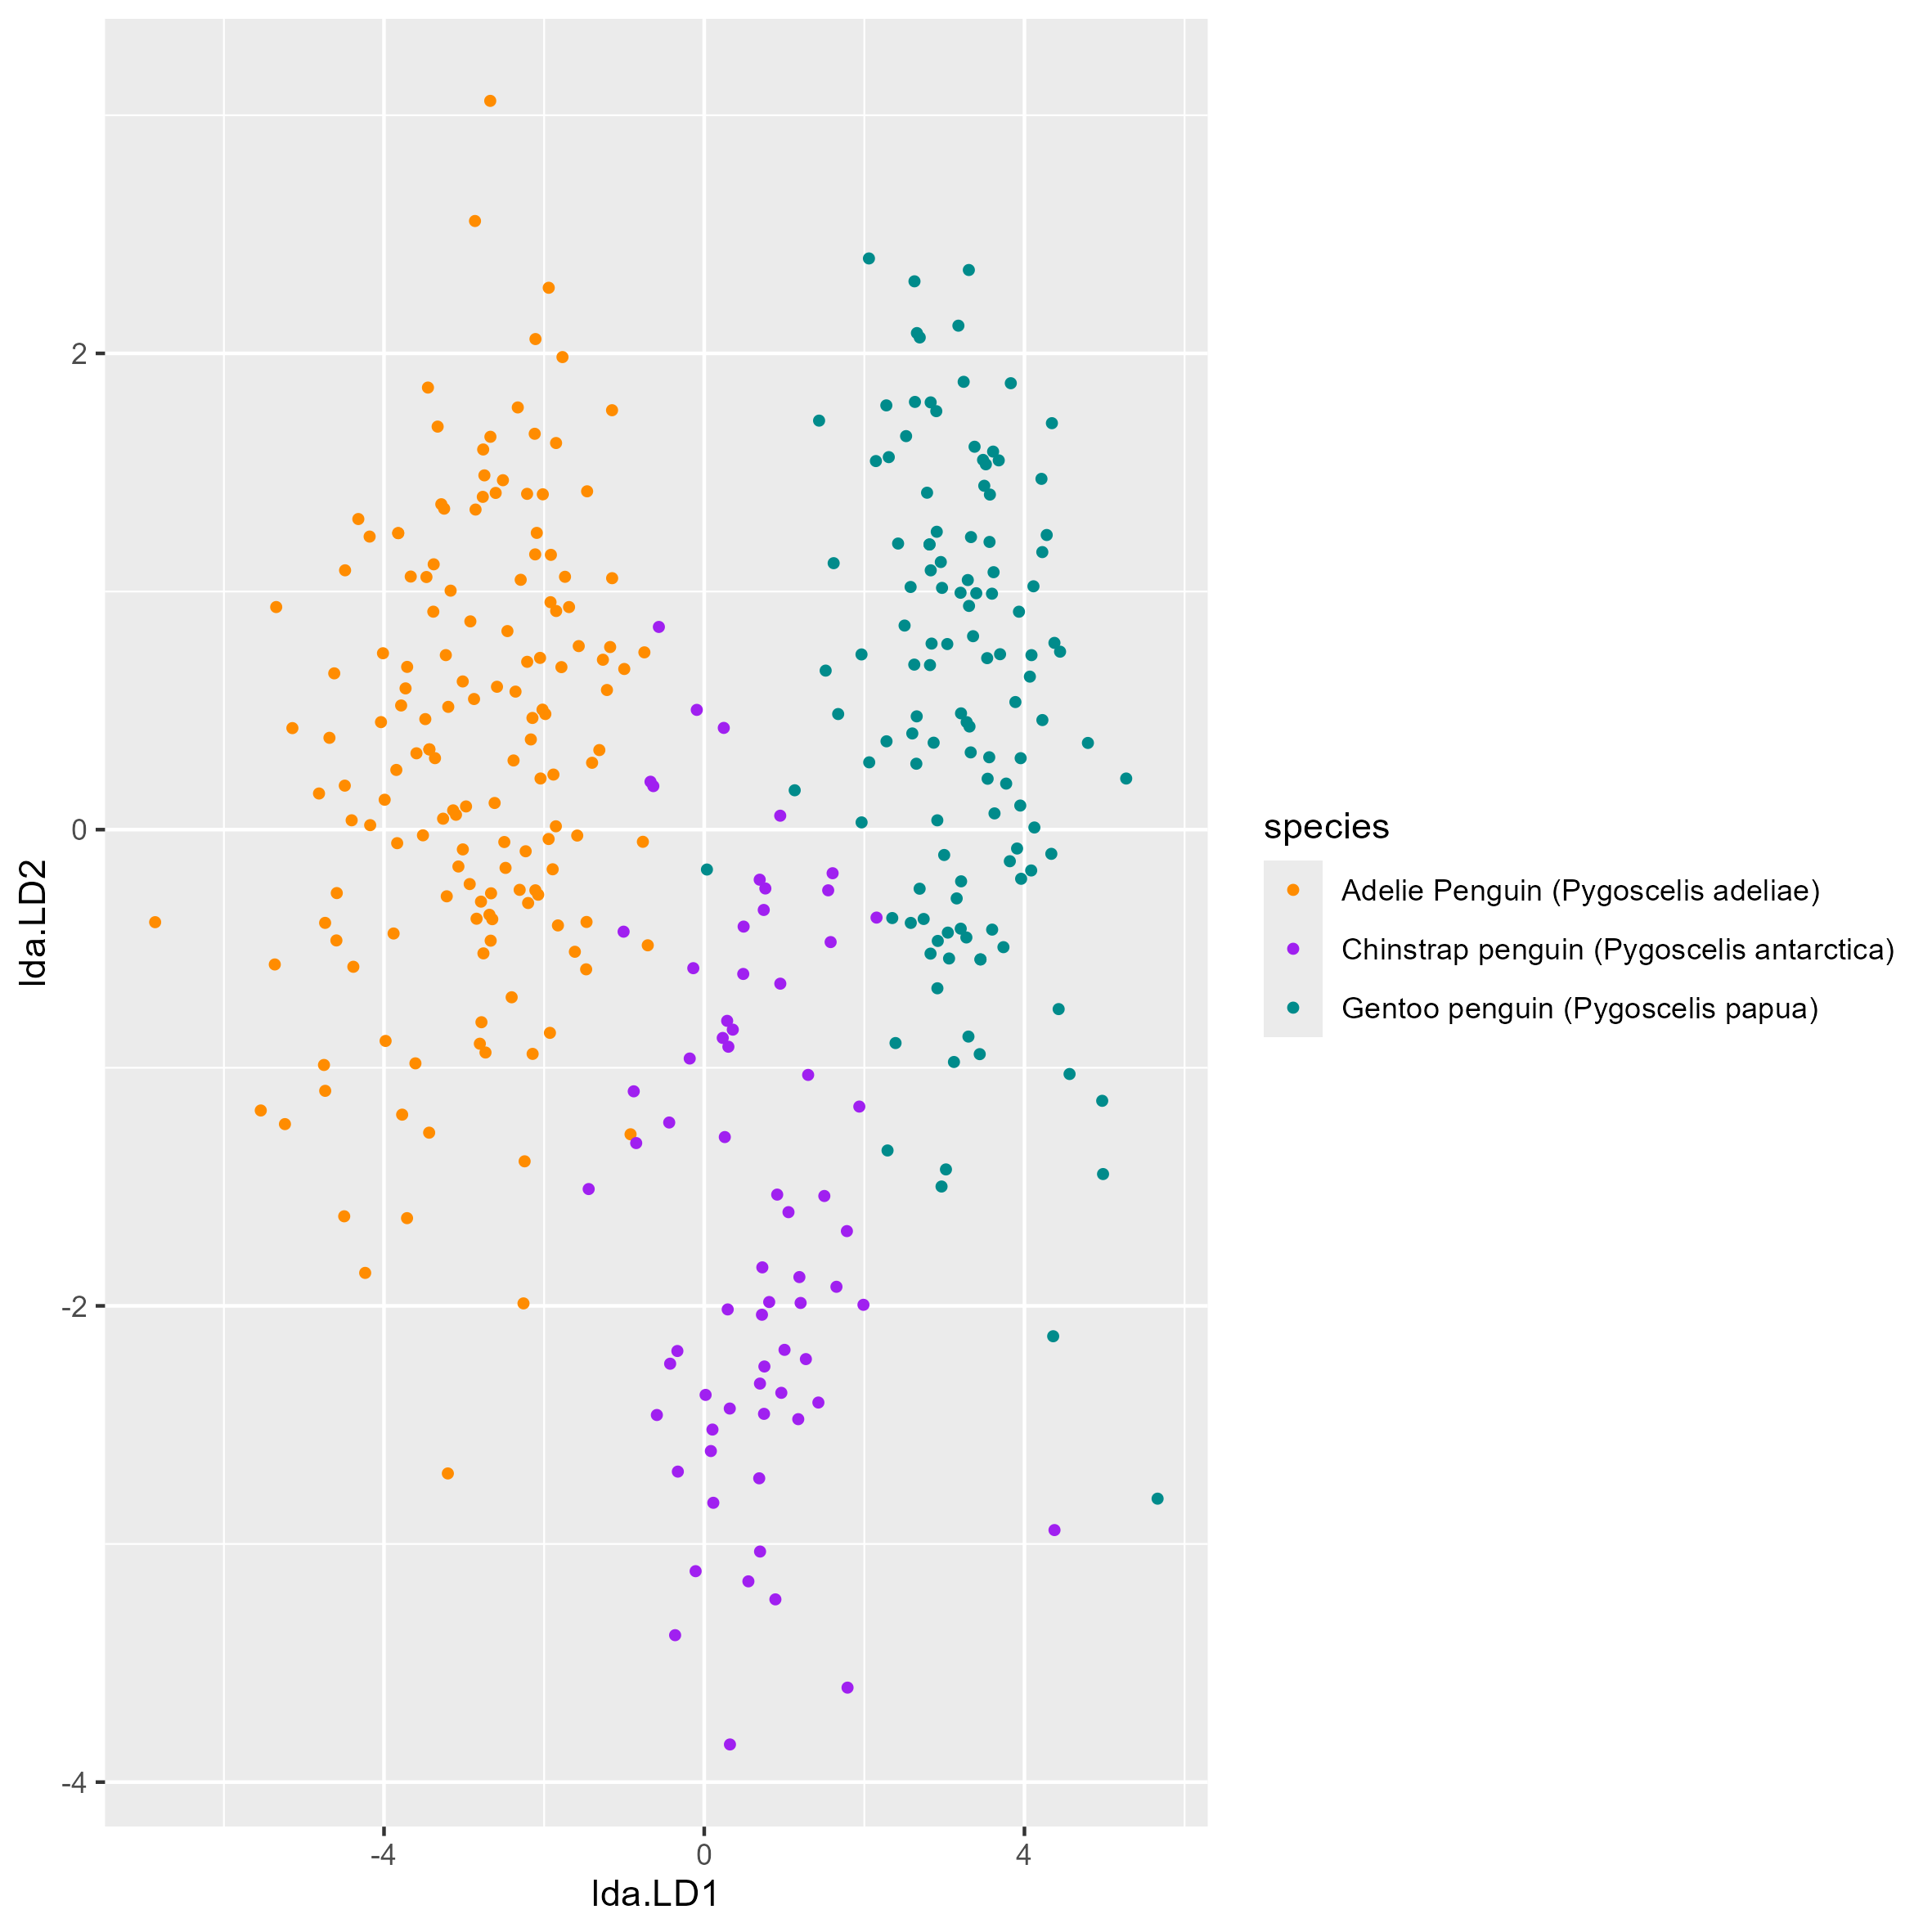 2
0
-2
-4
lda.LD2
-4
0
4
lda.LD1
species
Adelie Penguin (Pygoscelis adeliae)
Chinstrap penguin (Pygoscelis antarctica)
Gentoo penguin (Pygoscelis papua)